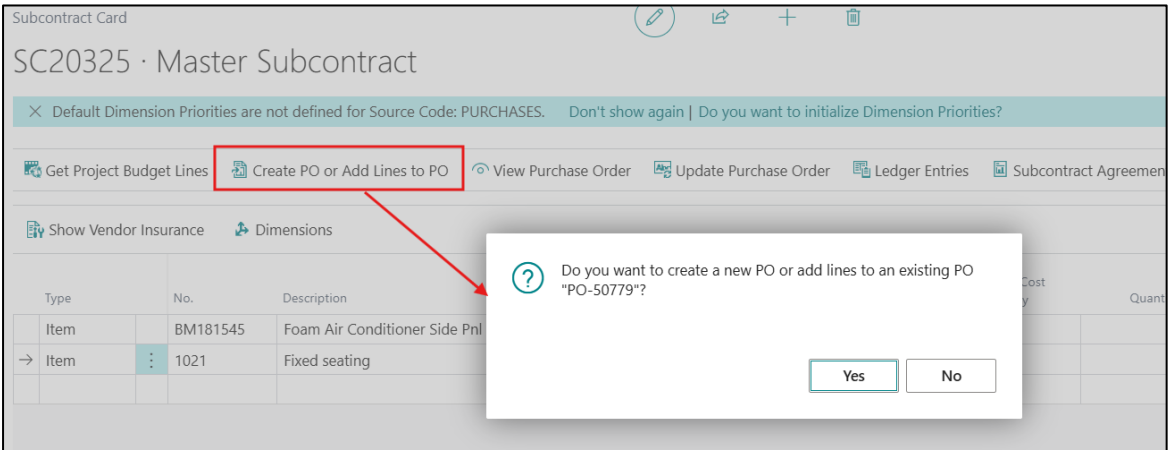 Subcontract Card
SC20325 · Master Subcontract
Default Dimension Priorities are not defined for Source Code: PURCHASES. Don't show again | Do you want to initialize Dimension Priorities?
Get Project Budget Lines Create PO or Add Lines to PO View Purchase Order Update Purchase Order Ledger Entries Subcontract Agreemen
Show Vendor Insurance Dimensions
Do you want to create a new PO or add lines to an existing PO
"PO-50779"?
Cost
Type No. Description y Quant
Item BM181545 Foam Air Conditioner Side Pnl
Item 1021 Fixed seating
Yes No